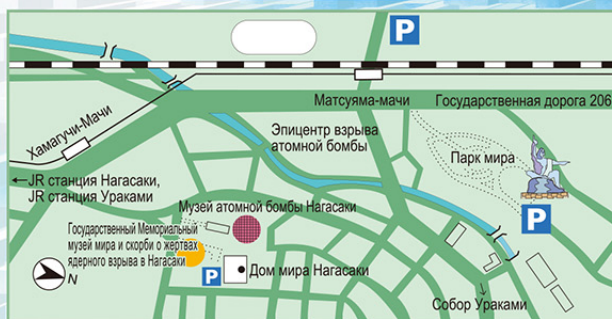 P
Матсуяма-мачи
Государственная дорога 206
Хамагучи-Мачи
Эпицентр взрыва
атомной бомбы
Парк мира
←JR станция Нагасаки,
JR станция Ураками
P
Музей атомной бомбы Нагасаки
Государственный Мемориальный
музей мира и скорби о жертвах
ядерного взрыва в Нагасаки
P
Дом мира Нагасаки
N
Собор Ураками